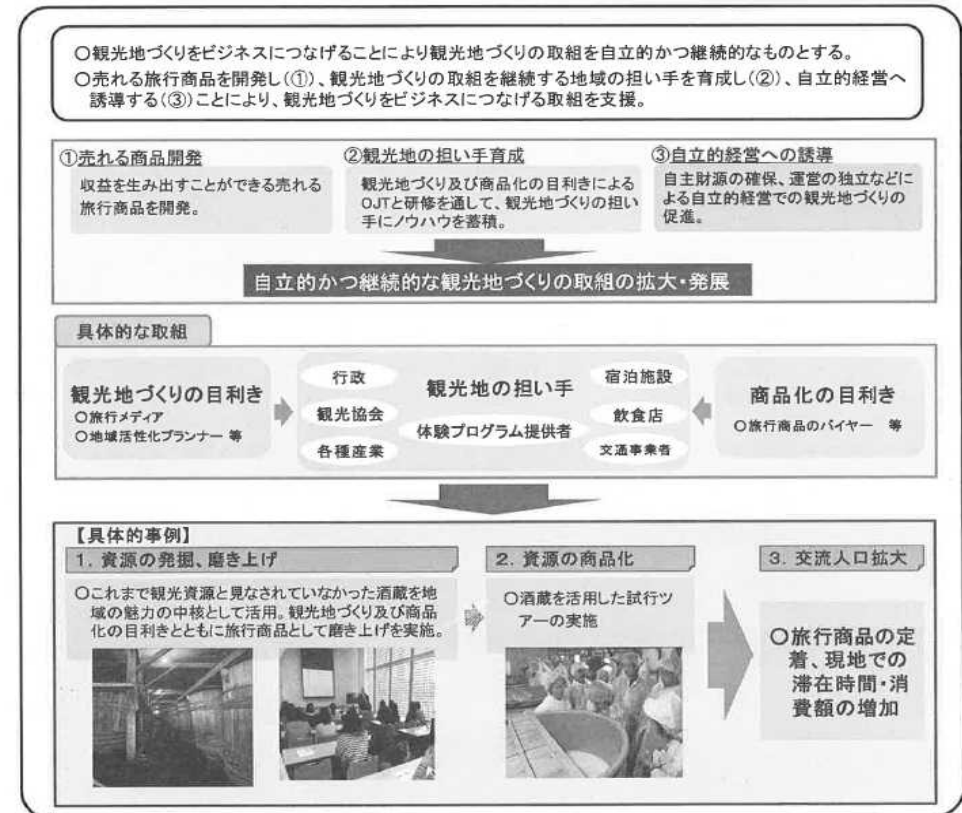 ○観光地づくりをビジネスにつなげることにより観光地づくりの取組を自立的かつ継続的なものとする。
○売れる旅行商品を開発し(①)、観光地づくりの取組を継続する地域の担い手を育成し(②)、自立的経営へ
誘導する(③)ことにより、観光地づくりをビジネスにつなげる取組を支援。
①売れる商品開発
収益を生み出すことができる売れる
旅行商品を開発。
②観光地の担い手育成
観光地づくり及び商品化の目利きによる
OJTと研修を通して、観光地づくりの担い
手にノウハウを蓄積。
③自立的経営への誘導
自主財源の確保、運営の独立などに
よる自立的経営での観光地づくりの
促進。
自立的かつ継続的な観光地づくりの取組の拡大・発展
具体的な取組
観光地づくりの目利き
○旅行メディア
○地域活性化プランナー 等
行政
観光協会
各種産業
観光地の担い手
体験プログラム提供者
宿泊施設
飲食店
交通事業者
商品化の目利き
○旅行商品のバイヤー 等
【具体的事例】
1. 資源の発掘、磨き上げ
○これまで観光資源と見なされていなかった酒蔵を地
域の魅力の中核として活用。観光地づくり及び商品
化の目利きとともに旅行商品として磨き上げを実施。
2. 資源の商品化
○酒蔵を活用した試行ツ
アーの実施
3. 交流人口拡大
○旅行商品の定
着、現地での
滞在時間・消
費額の増加